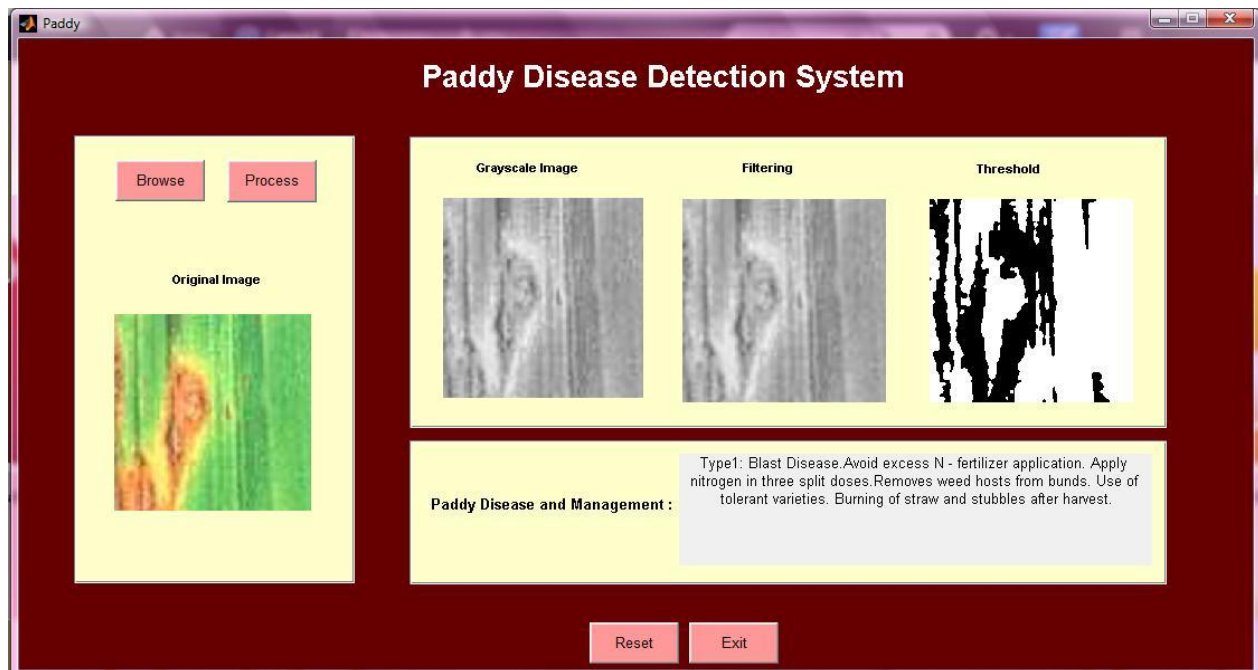 Paddy
Paddy Disease Detection System
Browse
Process
Original Image
Grayscale Image
Filtering
Threshold
Paddy Disease and Management :
Type1: Blast Disease.Avoid excess N - fertilizer application. Apply
nitrogen in three split doses.Removes weed hosts from bunds. Use of
tolerant varieties. Burning of straw and stubbles after harvest.
Reset
Exit